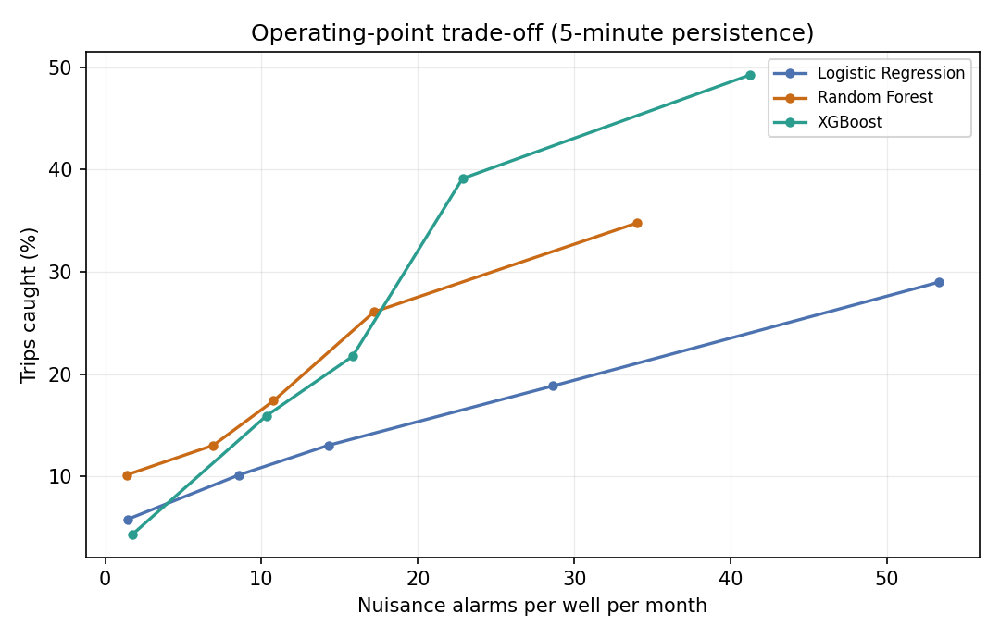 Operating-point trade-off (5-minute persistence)
Trips caught (%)
50
40
30
20
10
0
10
20
30
40
50
Nuisance alarms per well per month
Logistic Regression
Random Forest
XGBoost